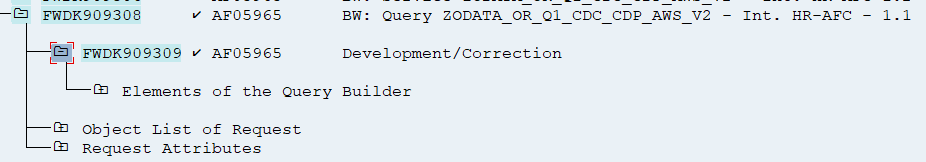 FWDK909308 ✔ AF05965 BW: Query ZODATA_OR_Q1_CDC_CDP_AWS_V2 - Int. HR-AFC - 1.1
FWDK909309 ✔ AF05965 Development/Correction
Elements of the Query Builder
Object List of Request
Request Attributes